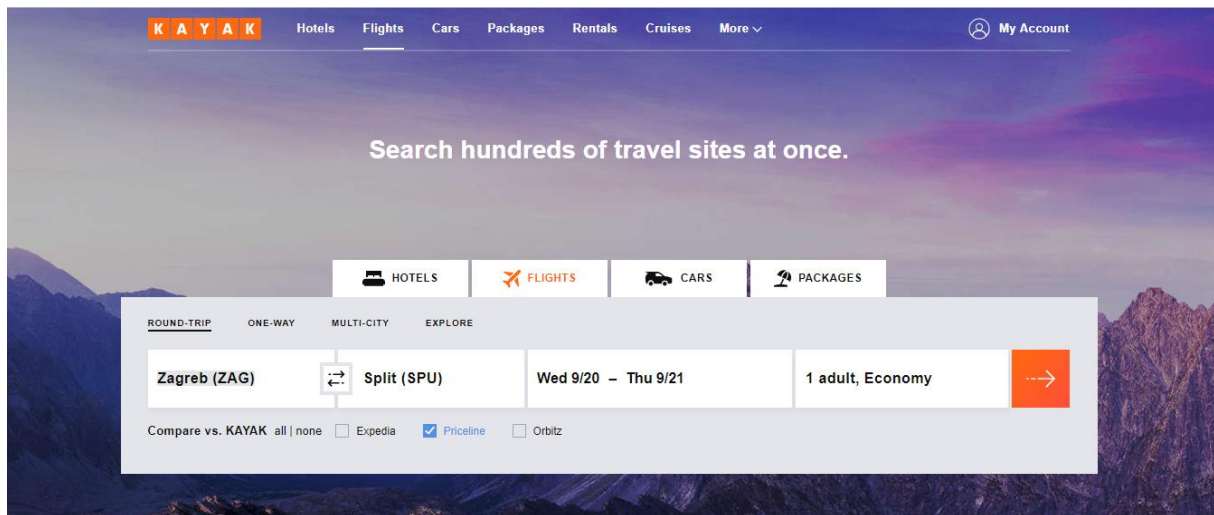 KAYAK Hotels Flights Cars Packages Rentals Cruises More My Account
Search hundreds of travel sites at once.
HOTELS FLIGHTS CARS PACKAGES
ROUND-TRIP ONE-WAY MULTI-CITY EXPLORE
Zagreb (ZAG) Split (SPU) Wed 9/20 – Thu 9/21 1 adult, Economy
Compare vs. KAYAK all | none Expedia Priceline Orbitz